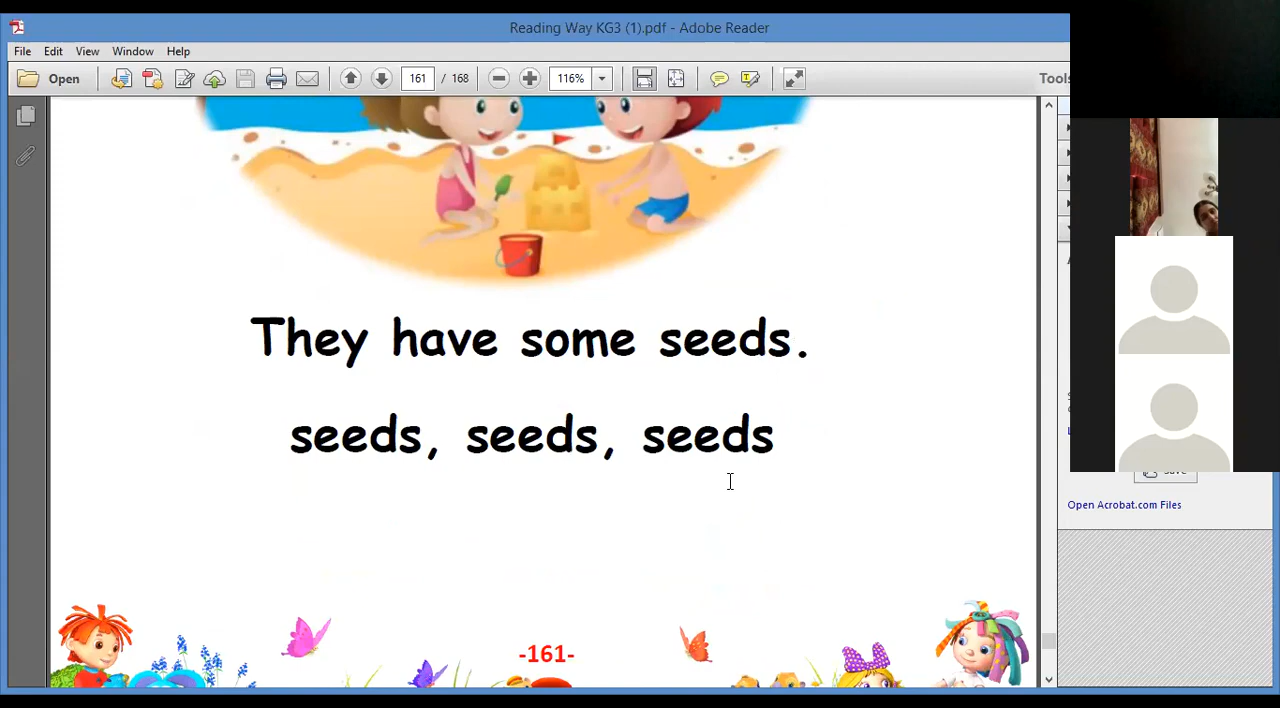 Reading Way KG3 (1).pdf - Adobe Reader
File Edit View Window Help
Open 161 / 168 116% Tools
They have some seeds.
seeds, seeds, seeds
Save
Open Acrobat.com Files
-161-